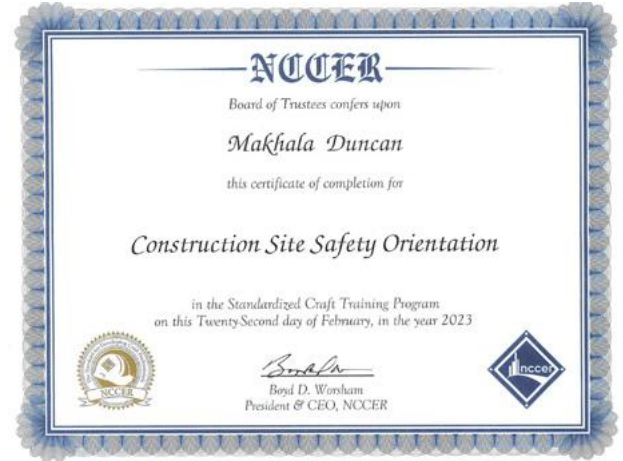 NCCER
Board of Trustees confers upon
Makhala Duncan
this certificate of completion for
Construction Site Safety Orientation
in the Standardized Craft Training Program
on this Twenty-Second day of February, in the year 2023
Boyd D. Worsham
President & CEO, NCCER
NCCER
nccer